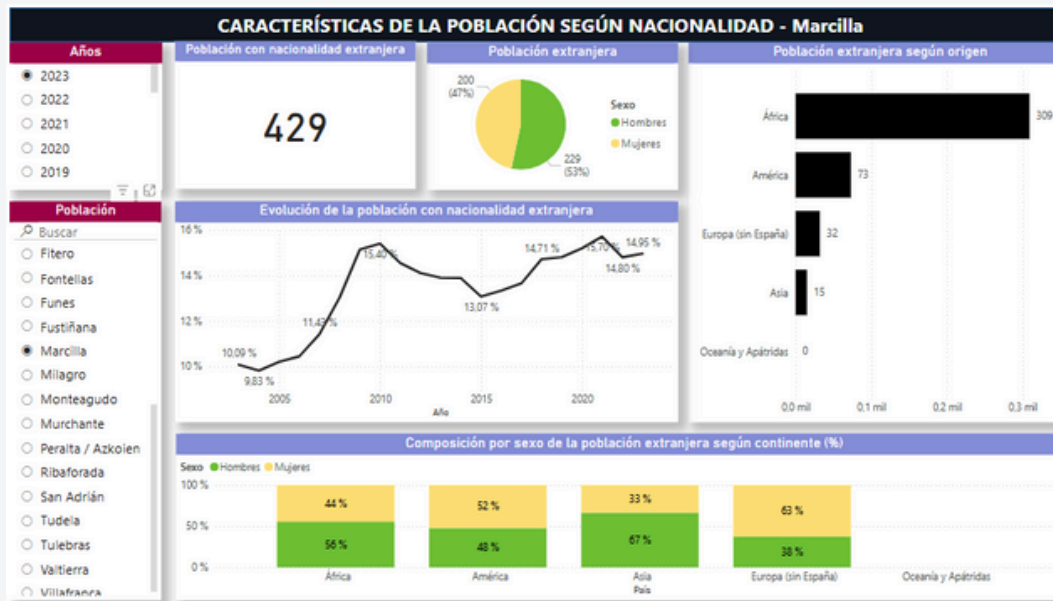 CARACTERÍSTICAS DE LA POBLACIÓN SEGÚN NACIONALIDAD - Marcilla
Años
2023
2022
2021
2020
2019
Población con nacionalidad extranjera
429
Población extranjera
200
(47%)
229
(53%)
Sexo
Hombres
Mujeres
Población extranjera según origen
África
309
América
73
Europa (sin España)
32
Asia
15
Oceanía y Apátridas
0
0,0 mil
0,1 mil
0,2 mil
0,3 mil
Población
Buscar
Fitero
Fontellas
Funes
Fustiñana
Marcilla
Milagro
Monteagudo
Murchante
Peralta / Azkoien
Ribaforada
San Adrián
Tudela
Tulebras
Valtierra
Villafranca
Evolución de la población con nacionalidad extranjera
16 %
14 %
12 %
10 %
10,09 %
9,83 %
11,43 %
15,40 %
13,07 %
14,71 %
15,70 %
14,80 %
14,95 %
2005
2010
2015
2020
Año
Composición por sexo de la población extranjera según continente (%)
Sexo Hombres Mujeres
100 %
50 %
0 %
44 %
56 %
52 %
48 %
33 %
67 %
63 %
38 %
África
América
Asia
Europa (sin España)
Oceanía y Apátridas
País